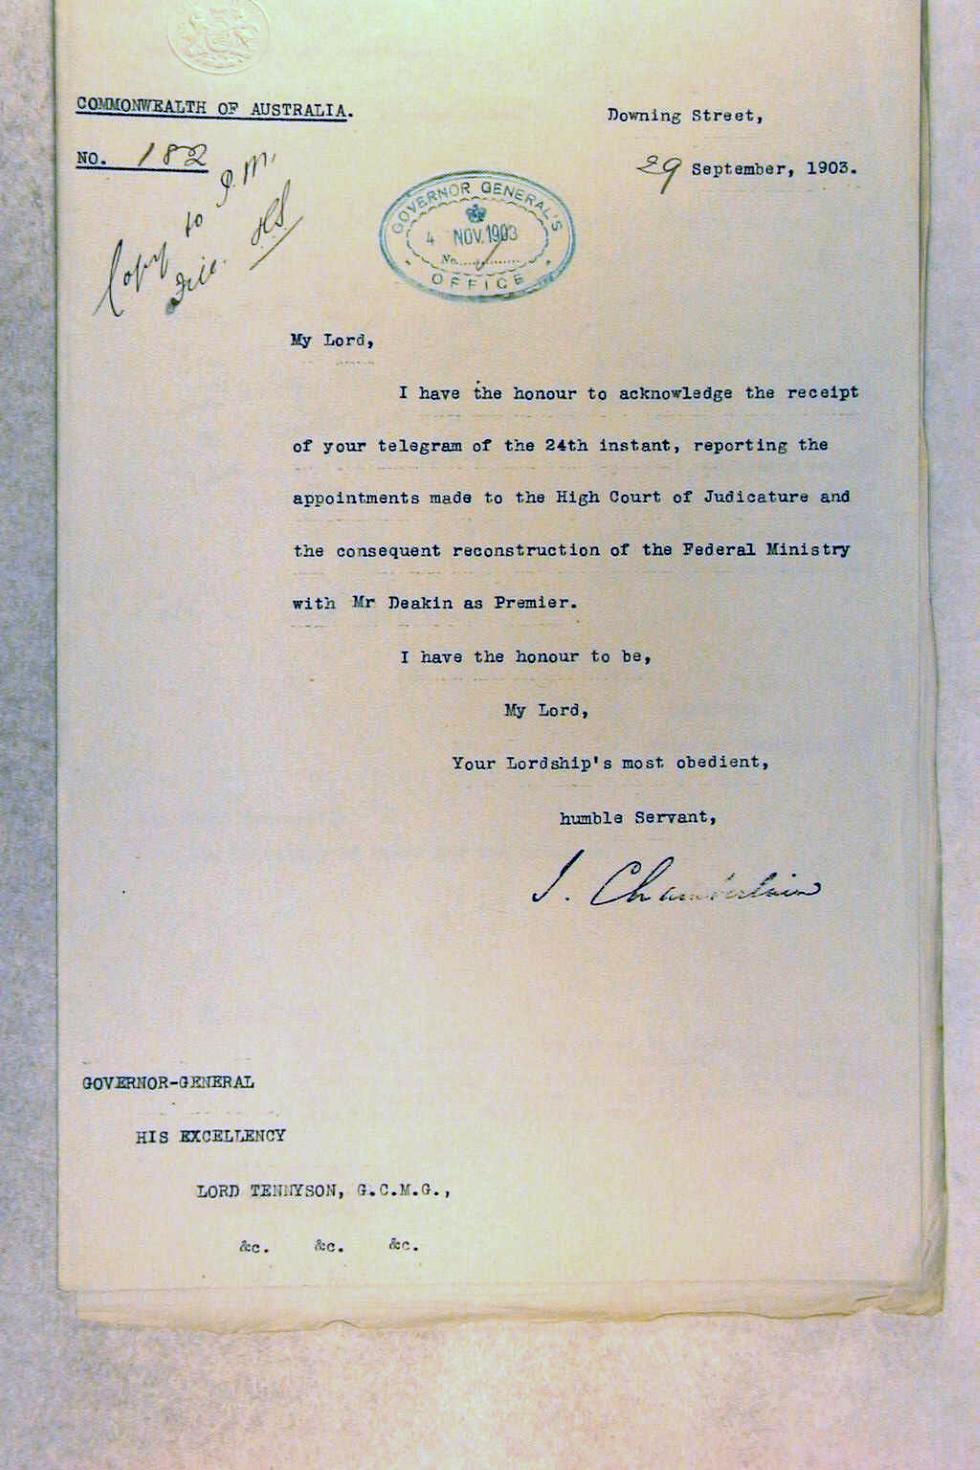 COMMONWEALTH OF AUSTRALIA.
Downing Street,
NO. 182
29 September, 1903.
Copy to P.M.
GOVERNOR GENERAL'S
4 NOV. 1903
No.
OFFICE
My Lord,
I have the honour to acknowledge the receipt
of your telegram of the 24th instant, reporting the
appointments made to the High Court of Judicature and
the consequent reconstruction of the Federal Ministry
with Mr Deakin as Premier.
I have the honour to be,
My Lord,
Your Lordship's most obedient,
humble Servant,
J. Chamberlain
GOVERNOR-GENERAL
HIS EXCELLENCY
LORD TENNYSON, G.C.M.G.,
&c. &c. &c.